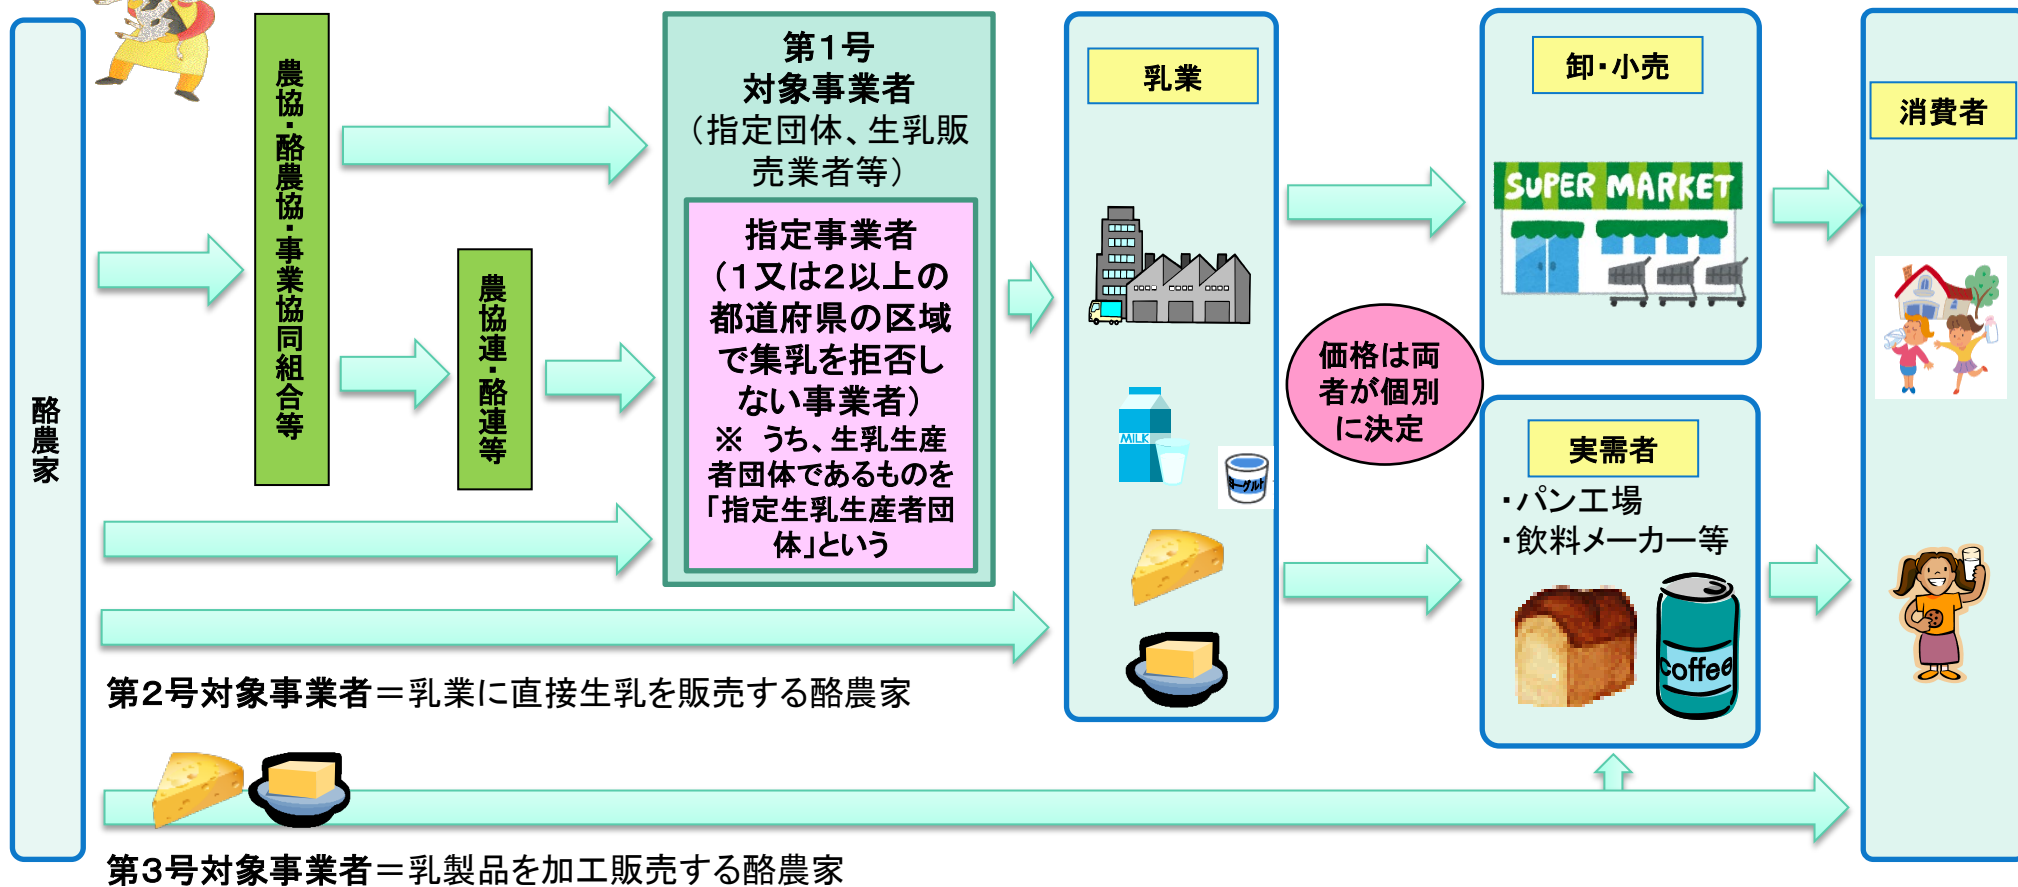 酪農家
農協・酪農協・事業協同組合等
農協連・酪連等
第１号
対象事業者
（指定団体、生乳販
売業者等）
指定事業者
（１又は２以上の
都道府県の区域
で集乳を拒否し
ない事業者）
※　うち、生乳生産
者団体であるものを
「指定生乳生産者団
体」という
乳業
MILK
ヨーグルト
価格は両
者が個別
に決定
卸・小売
SUPER MARKET
実需者
・パン工場
・飲料メーカー等
coffee
消費者
第２号対象事業者＝乳業に直接生乳を販売する酪農家
第３号対象事業者＝乳製品を加工販売する酪農家